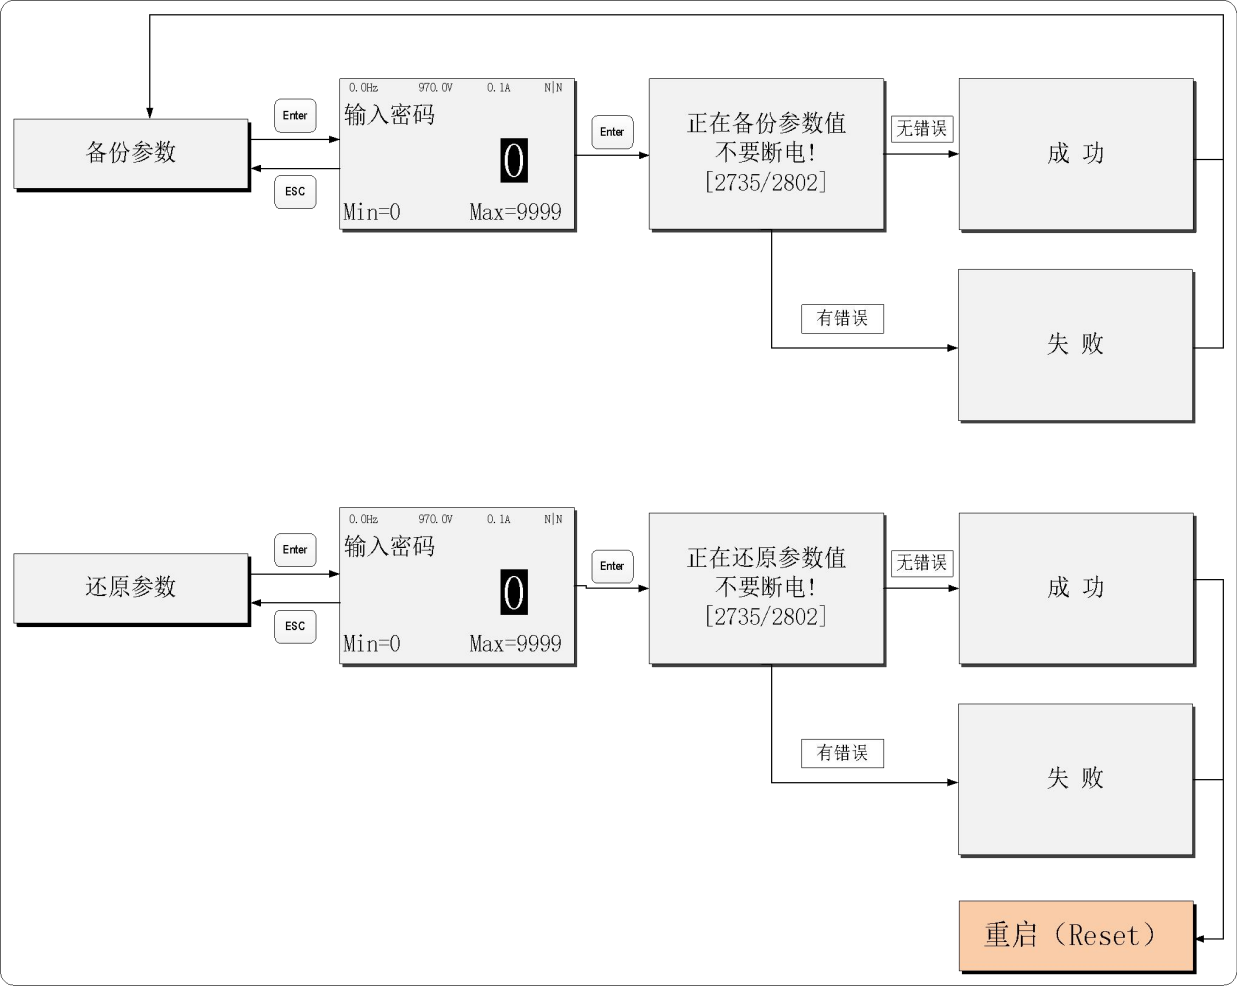 备份参数
Enter
ESC
0.0Hz 970.0V 0.1A N|N
输入密码
0
Min=0 Max=9999
Enter
正在备份参数值
不要断电!
[2735/2802]
无错误
成 功
有错误
失 败
还原参数
Enter
ESC
0.0Hz 970.0V 0.1A N|N
输入密码
0
Min=0 Max=9999
Enter
正在还原参数值
不要断电!
[2735/2802]
无错误
成 功
有错误
失 败
重启（Reset）